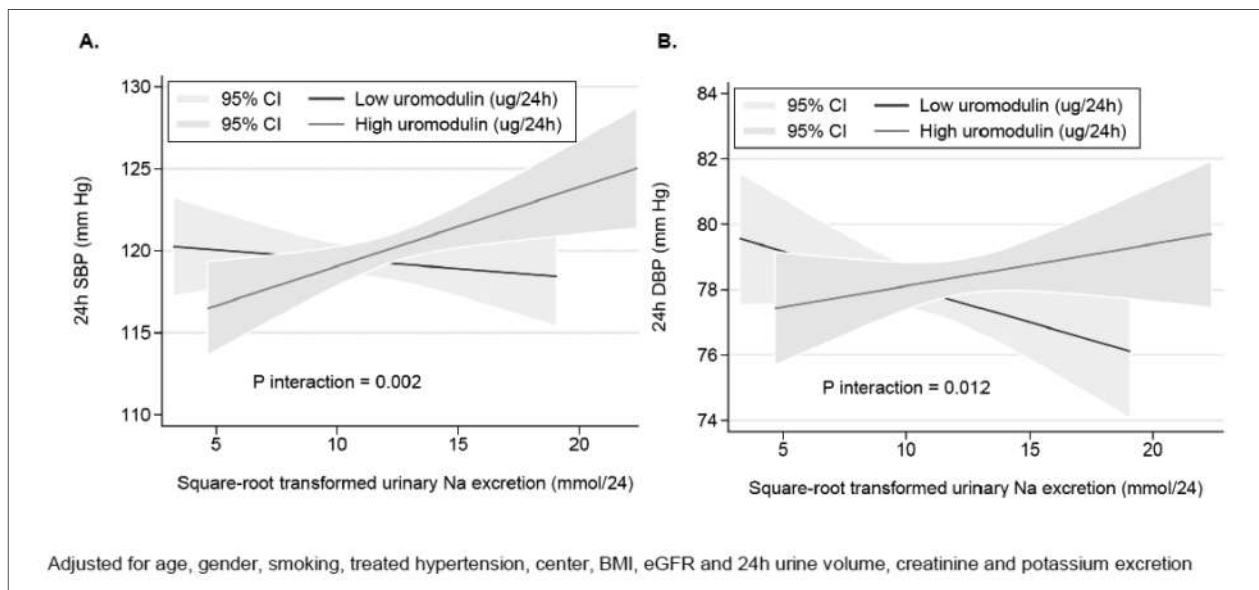 A.
130
95% CI Low uromodulin (ug/24h)
95% CI High uromodulin (ug/24h)
125
120
115
110
24h SBP (mm Hg)
P interaction = 0.002
5 10 15 20
Square-root transformed urinary Na excretion (mmol/24)
B.
84
95% CI Low uromodulin (ug/24h)
95% CI High uromodulin (ug/24h)
82
80
78
76
74
24h DBP (mm Hg)
P interaction = 0.012
5 10 15 20
Square-root transformed urinary Na excretion (mmol/24)
Adjusted for age, gender, smoking, treated hypertension, center, BMI, eGFR and 24h urine volume, creatinine and potassium excretion